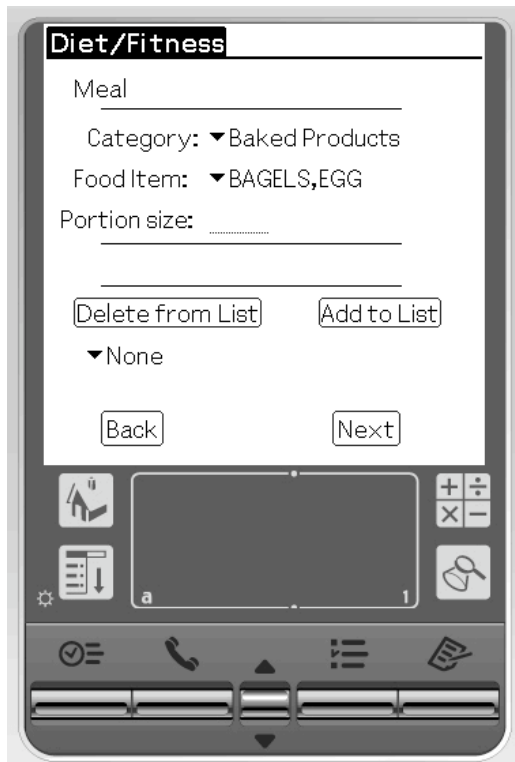 Diet/Fitness
Meal
Category: Baked Products
Food Item: BAGELS,EGG
Portion size:
Delete from List Add to List
None
Back Next
+ ÷
× −
a 1